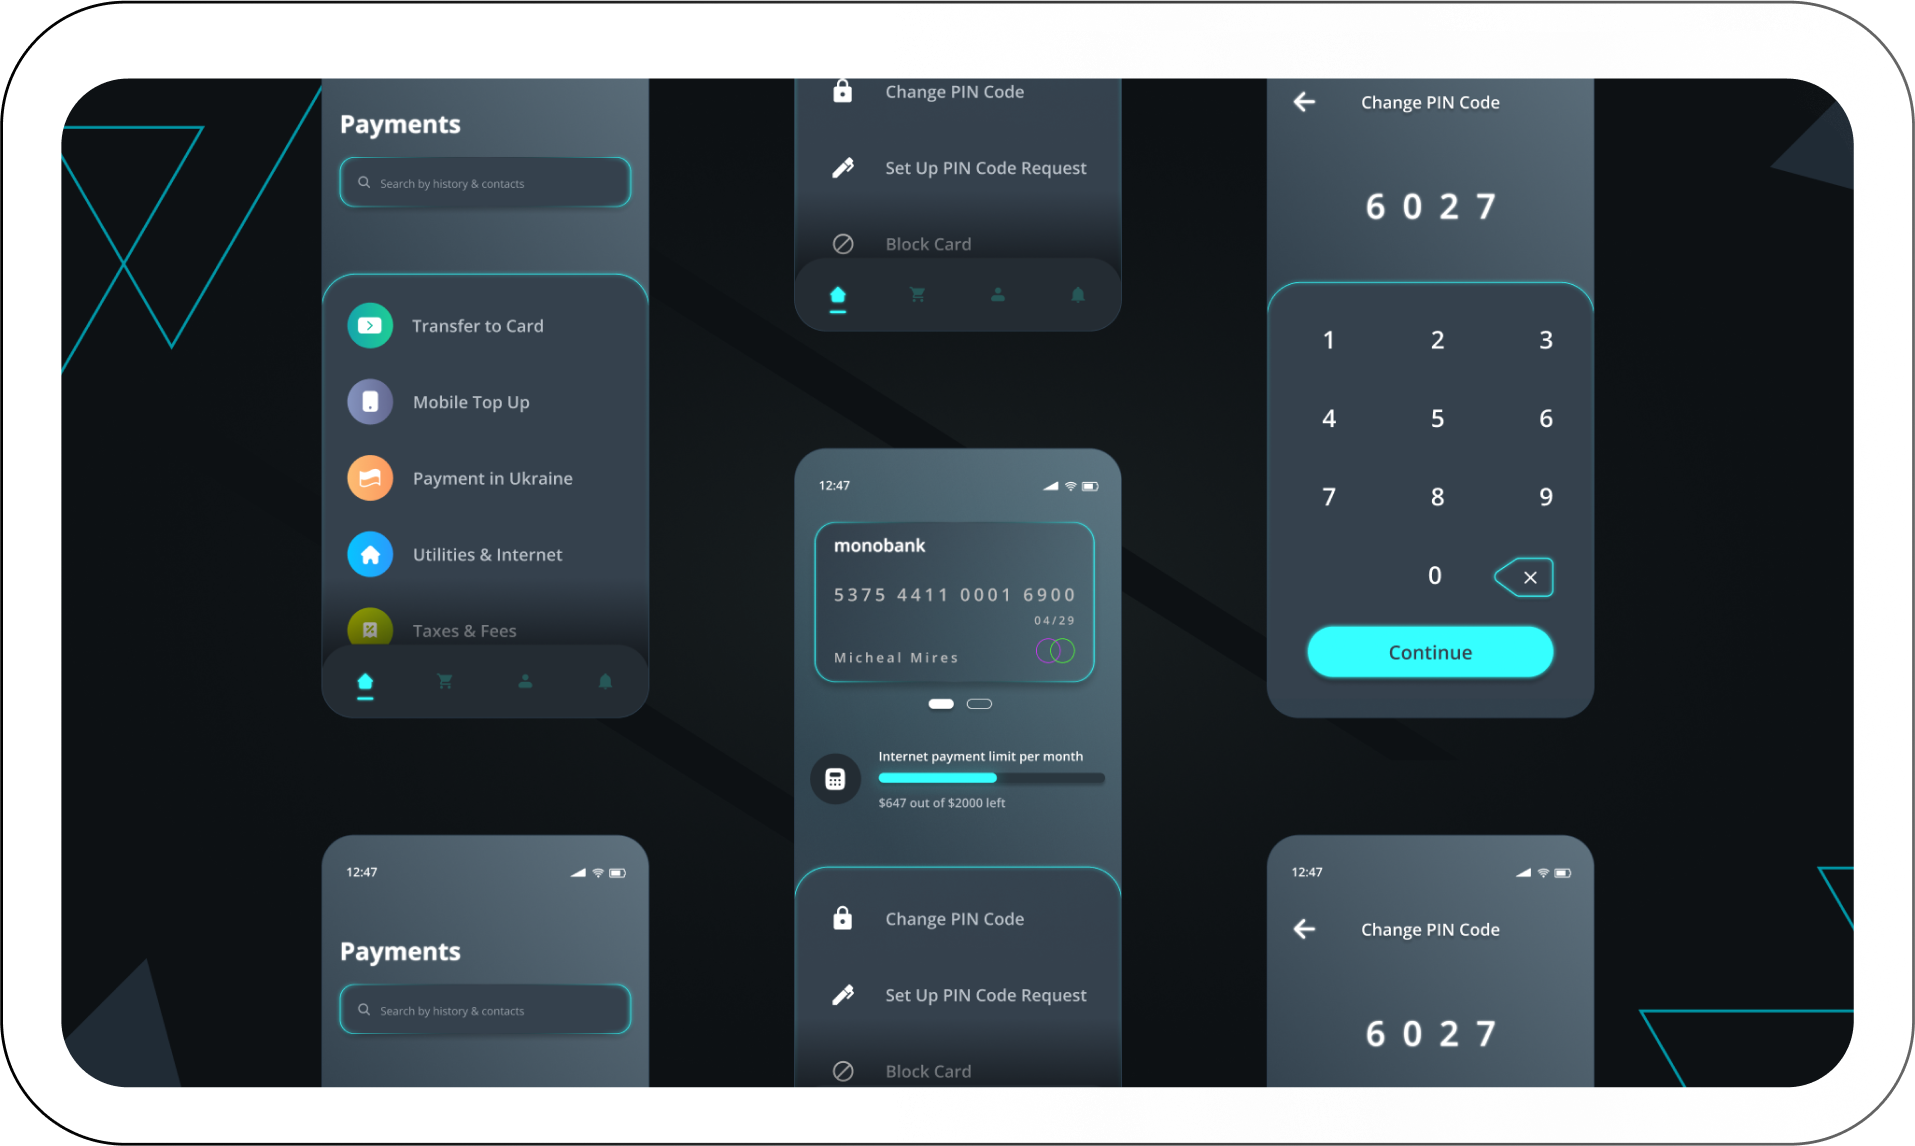 Payments
Search by history & contacts
Transfer to Card
Mobile Top Up
Payment in Ukraine
Utilities & Internet
Taxes & Fees
12:47
Payments
Search by history & contacts
Change PIN Code
Set Up PIN Code Request
Block Card
12:47
monobank
5375 4411 0001 6900
04/29
Micheal Mires
Internet payment limit per month
$647 out of $2000 left
Change PIN Code
Set Up PIN Code Request
Block Card
Change PIN Code
6 0 2 7
1 2 3
4 5 6
7 8 9
0
Continue
12:47
Change PIN Code
6 0 2 7